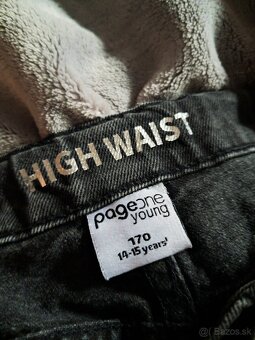 HIGH WAIST
pageone
young
170
14-15 years
Bazos.sk